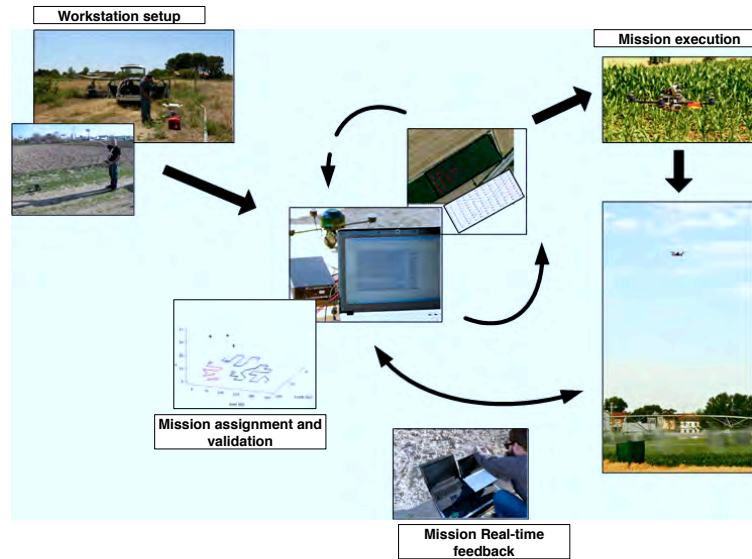 Workstation setup
Mission execution
Mission assignment and
validation
Mission Real-time
feedback